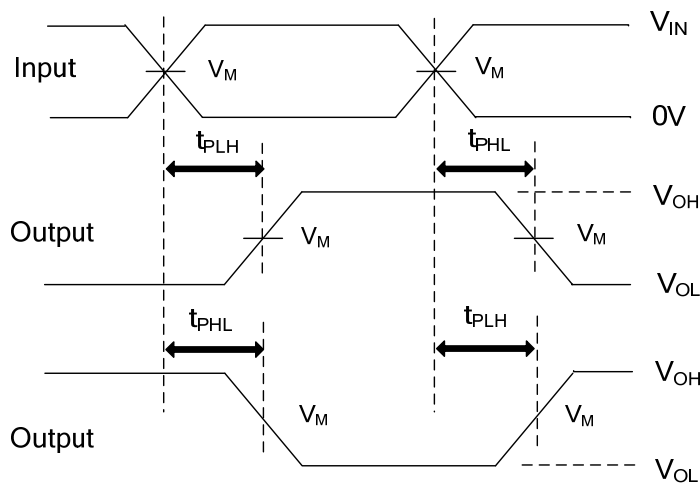 V_IN
Input V_M V_M
0V
t_PLH t_PHL
V_OH
Output V_M V_M
V_OL
t_PHL t_PLH
V_OH
Output V_M V_M
V_OL